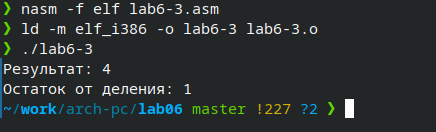 ❯ nasm -f elf lab6-3.asm
❯ ld -m elf_i386 -o lab6-3 lab6-3.o
❯ ./lab6-3
Результат: 4
Остаток от деления: 1
~/work/arch-pc/lab06 master !227 ?2 ❯